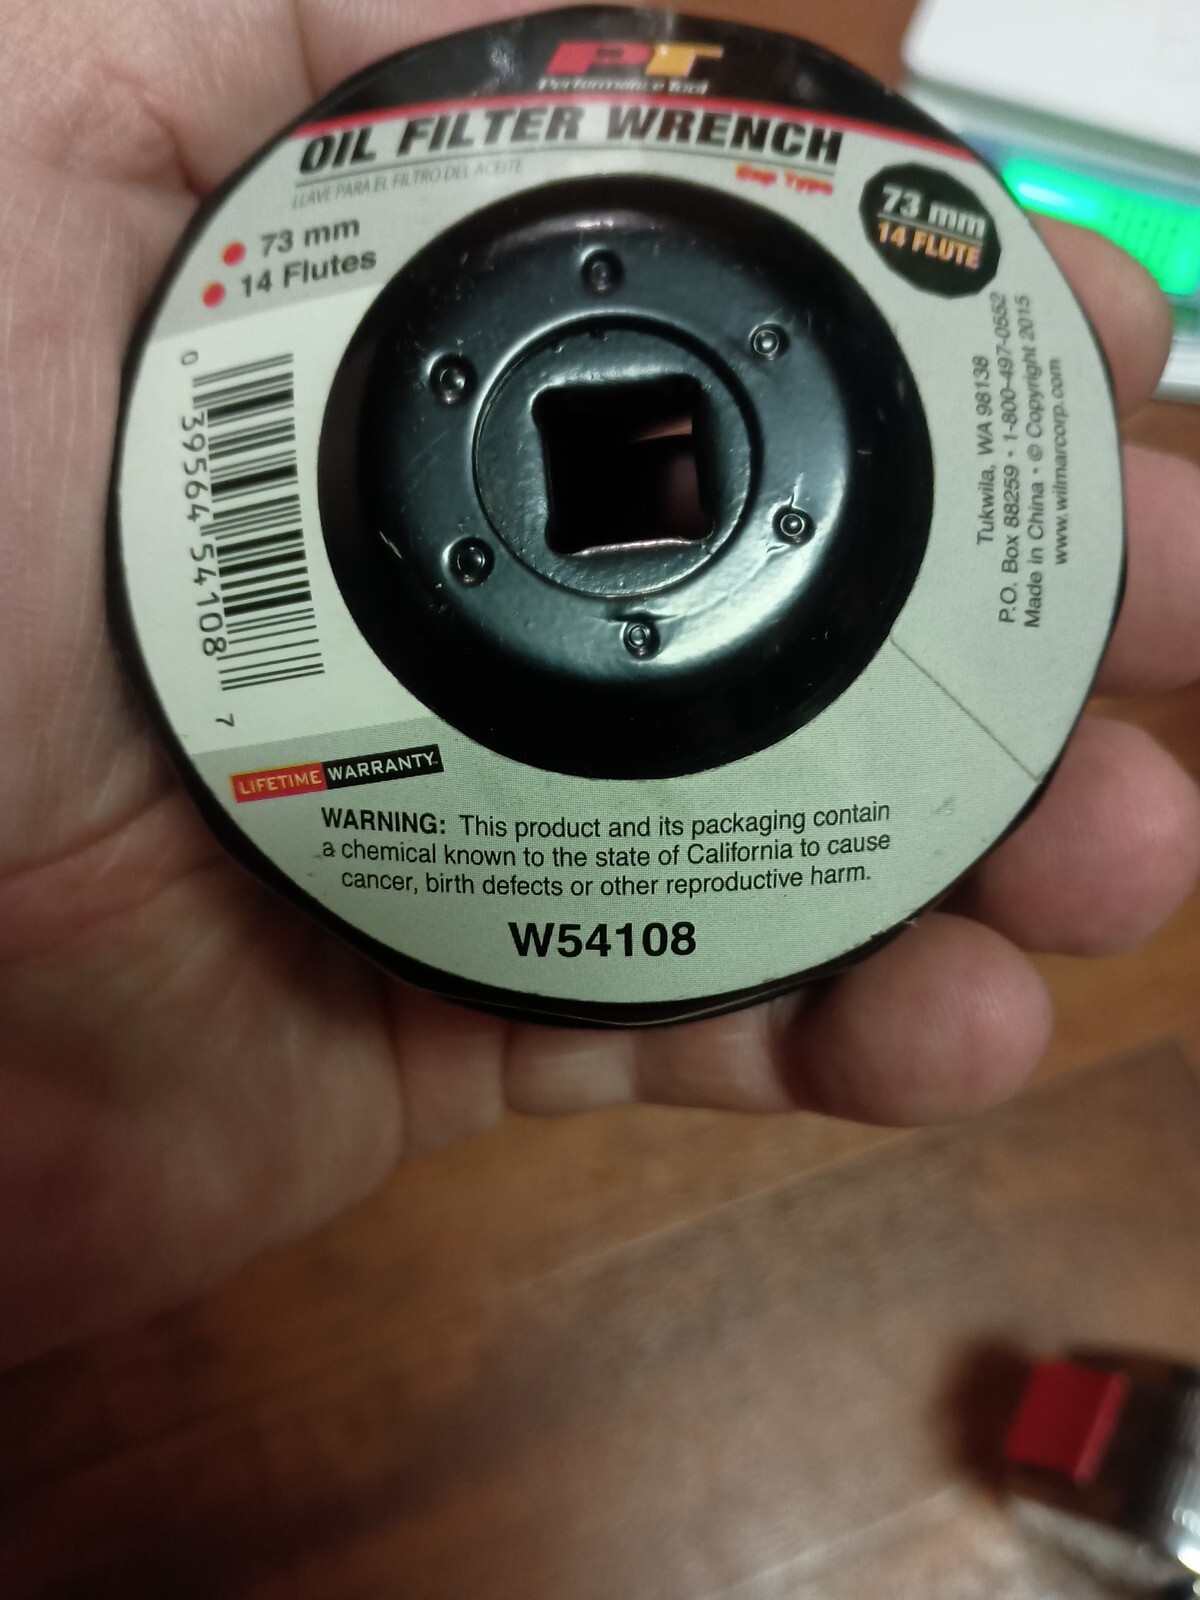 PT
Performance Tool
OIL FILTER WRENCH
LLAVE PARA EL FILTRO DEL ACEITE
Cap Type
73 mm
14 Flutes
73 mm
14 FLUTE
0 39564 54108 7
Tukwila, WA 98138
P.O. Box 88259 • 1-800-497-0552
Made in China • © Copyright 2015
www.wilmarcorp.com
LIFETIME WARRANTY
WARNING: This product and its packaging contain
a chemical known to the state of California to cause
cancer, birth defects or other reproductive harm.
W54108